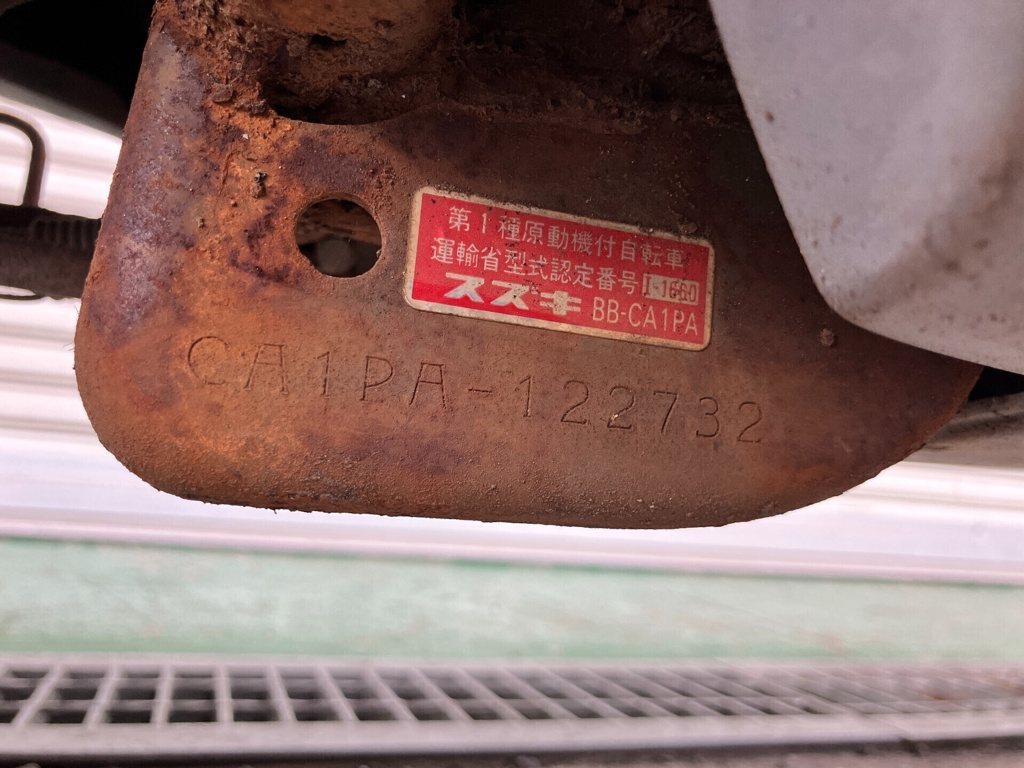 第1種原動機付自転車
運輸省型式認定番号 I-1660
スズキ BB-CA1PA
CA1PA-122732